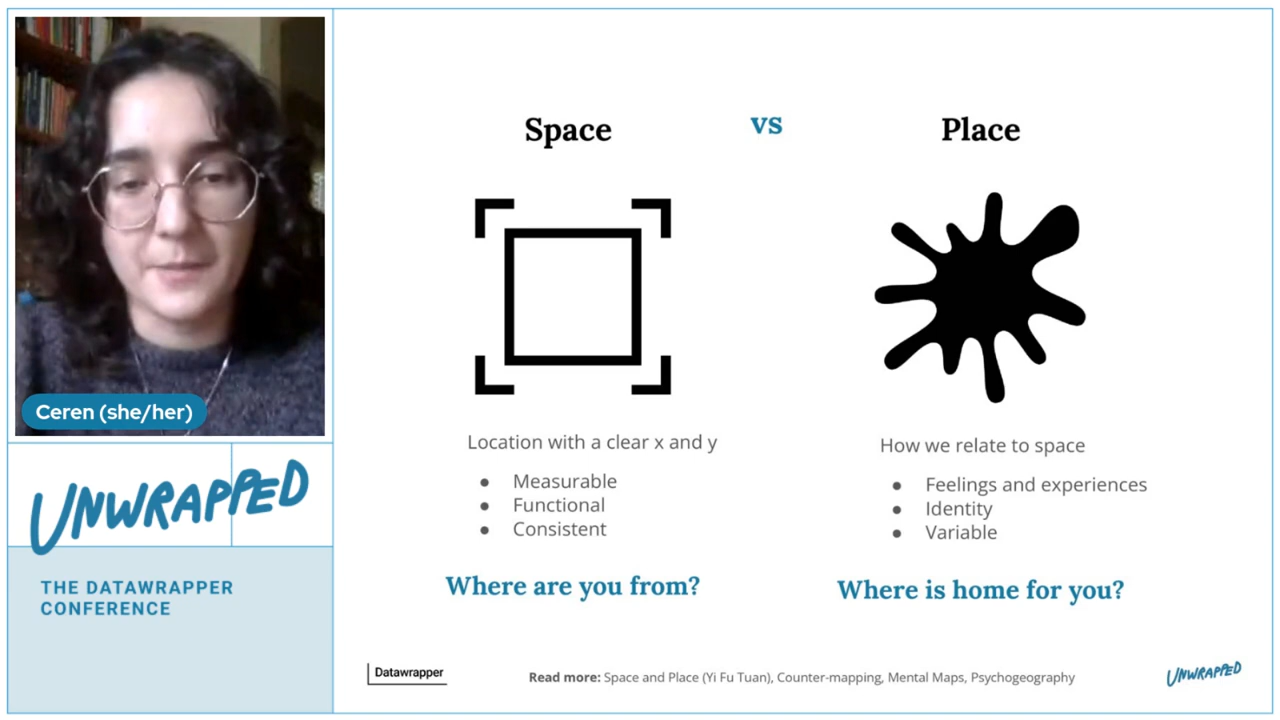 Ceren (she/her)
UNWRAPPED
THE DATAWRAPPER
CONFERENCE
Space vs Place
Location with a clear x and y
● Measurable
● Functional
● Consistent
Where are you from?
How we relate to space
● Feelings and experiences
● Identity
● Variable
Where is home for you?
Datawrapper
Read more: Space and Place (Yi Fu Tuan), Counter-mapping, Mental Maps, Psychogeography
UNWRAPPED